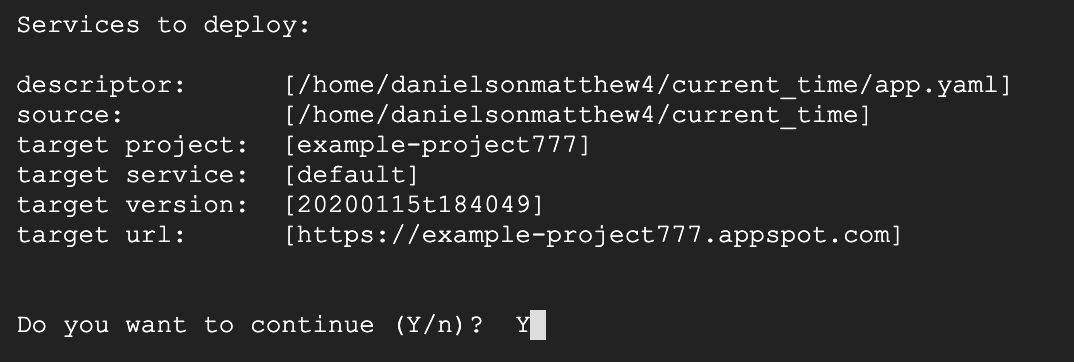 Services to deploy:
descriptor: [/home/danielsonmatthew4/current_time/app.yaml]
source: [/home/danielsonmatthew4/current_time]
target project: [example-project777]
target service: [default]
target version: [20200115t184049]
target url: [https://example-project777.appspot.com]
Do you want to continue (Y/n)? Y